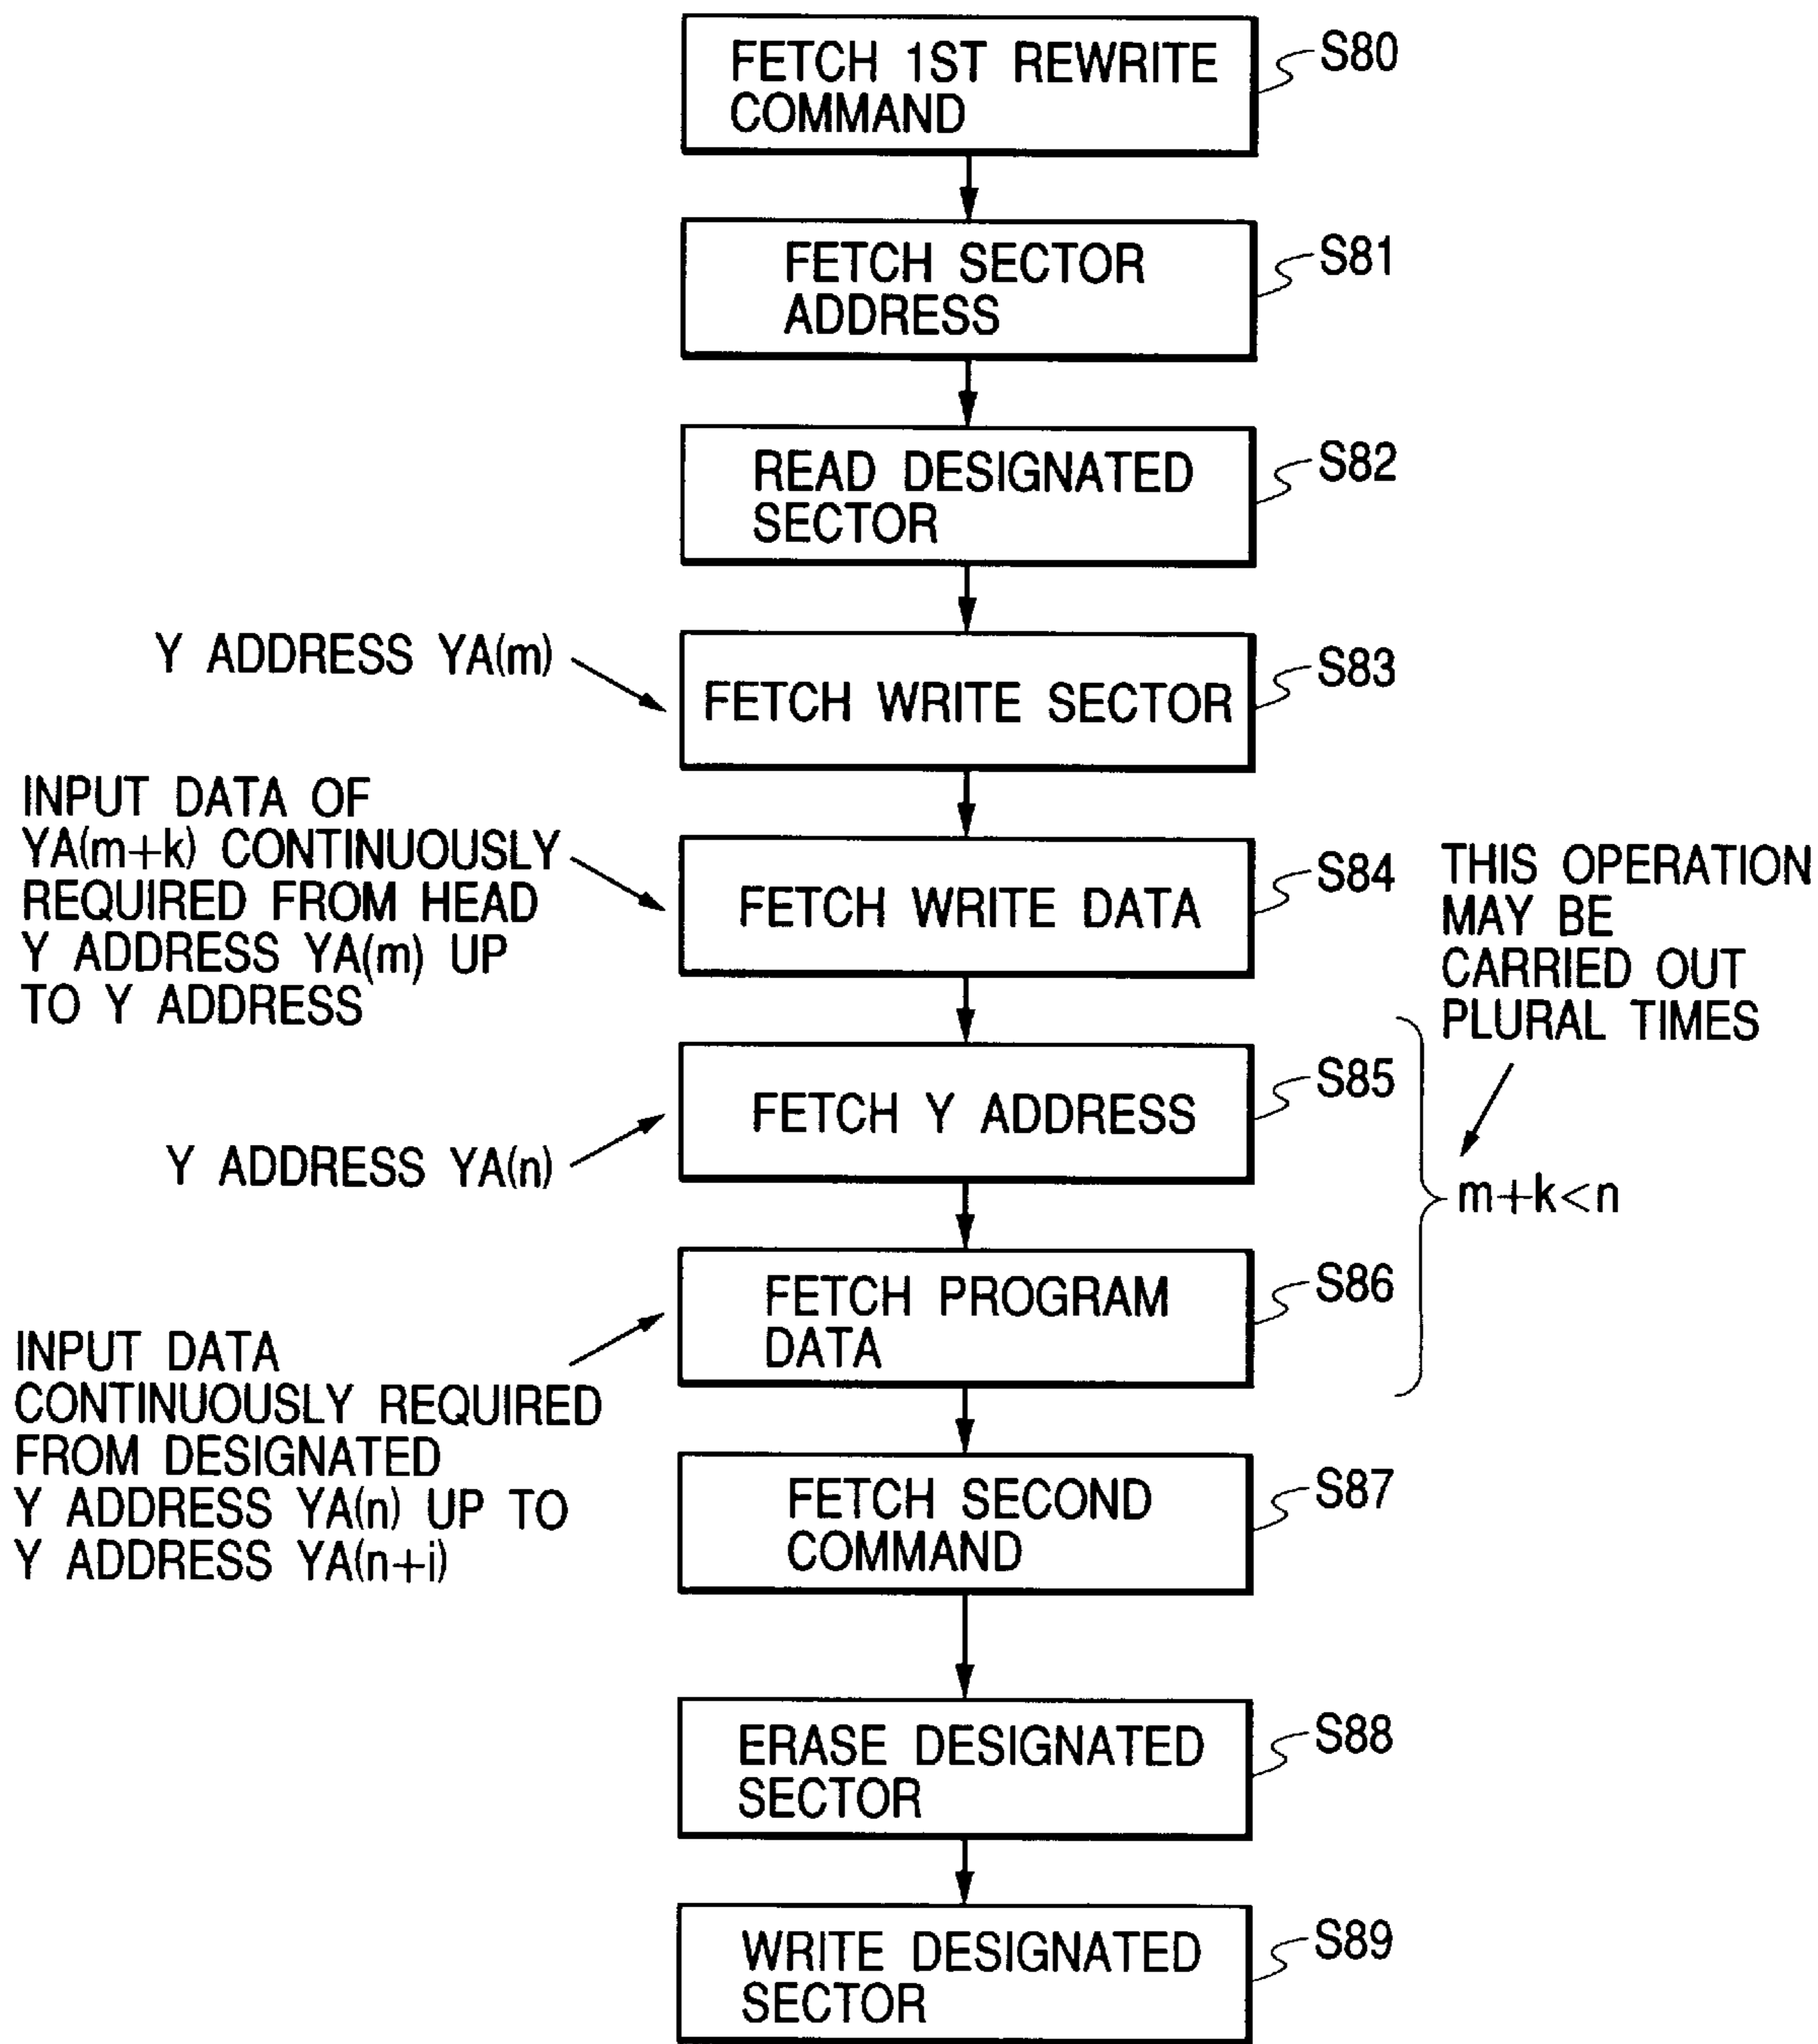 FETCH 1ST REWRITE
COMMAND
S80
FETCH SECTOR
ADDRESS
S81
READ DESIGNATED
SECTOR
S82
Y ADDRESS YA(m)
FETCH WRITE SECTOR
S83
INPUT DATA OF
YA(m+k) CONTINUOUSLY
REQUIRED FROM HEAD
Y ADDRESS YA(m) UP
TO Y ADDRESS
FETCH WRITE DATA
S84
THIS OPERATION
MAY BE
CARRIED OUT
PLURAL TIMES
Y ADDRESS YA(n)
FETCH Y ADDRESS
S85
m+k<n
INPUT DATA
CONTINUOUSLY REQUIRED
FROM DESIGNATED
Y ADDRESS YA(n) UP TO
Y ADDRESS YA(n+i)
FETCH PROGRAM
DATA
S86
FETCH SECOND
COMMAND
S87
ERASE DESIGNATED
SECTOR
S88
WRITE DESIGNATED
SECTOR
S89